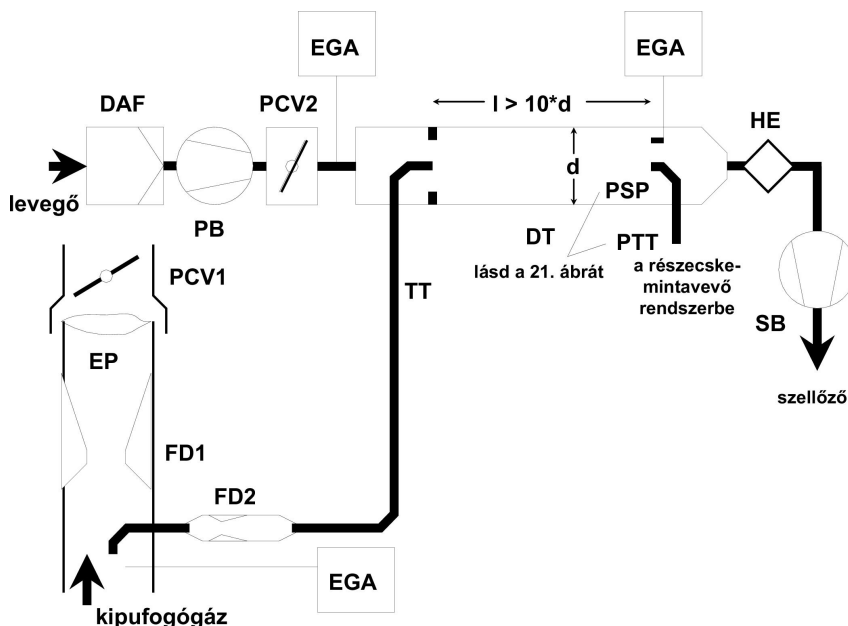 EGA
EGA
DAF
PCV2
l > 10*d
HE
levegő
PB
d
PSP
DT
PTT
PCV1
lásd a 21. ábrát
a részecske-
mintavevő
rendszerbe
TT
SB
EP
szellőző
FD1
FD2
EGA
kipufogógáz